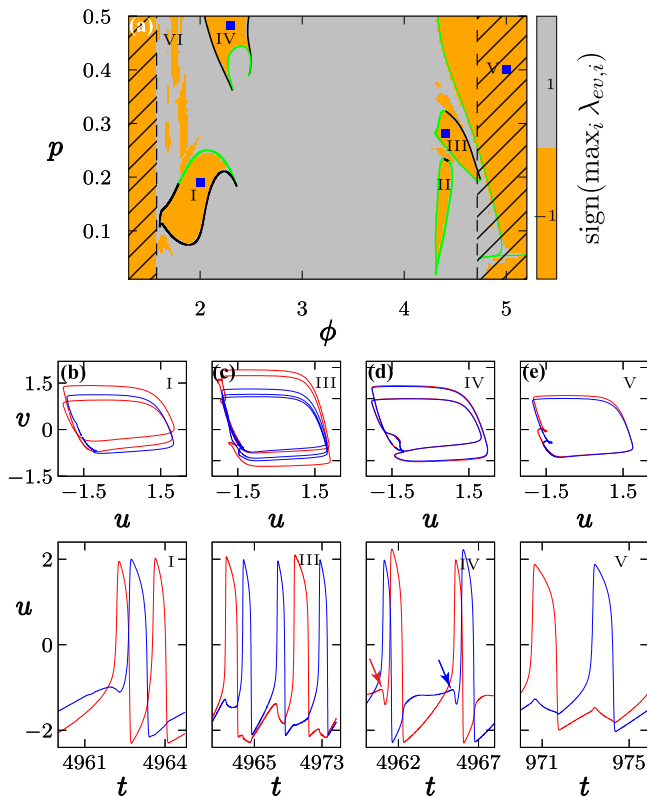 (a)
VI
IV
V
III
I
II
0.5
0.4
0.3
0.2
0.1
p
2
3
4
5
ϕ
1
−1
sign(max_i λ_{ev,i})
(b)
I
(c)
III
(d)
IV
(e)
V
1.5
0
−1.5
v
−1.5 1.5
−1.5 1.5
−1.5 1.5
−1.5 1.5
u u u u
I
III
IV
V
2
0
−2
u
4961 4964
4965 4973
4962 4967
971 975
t t t t